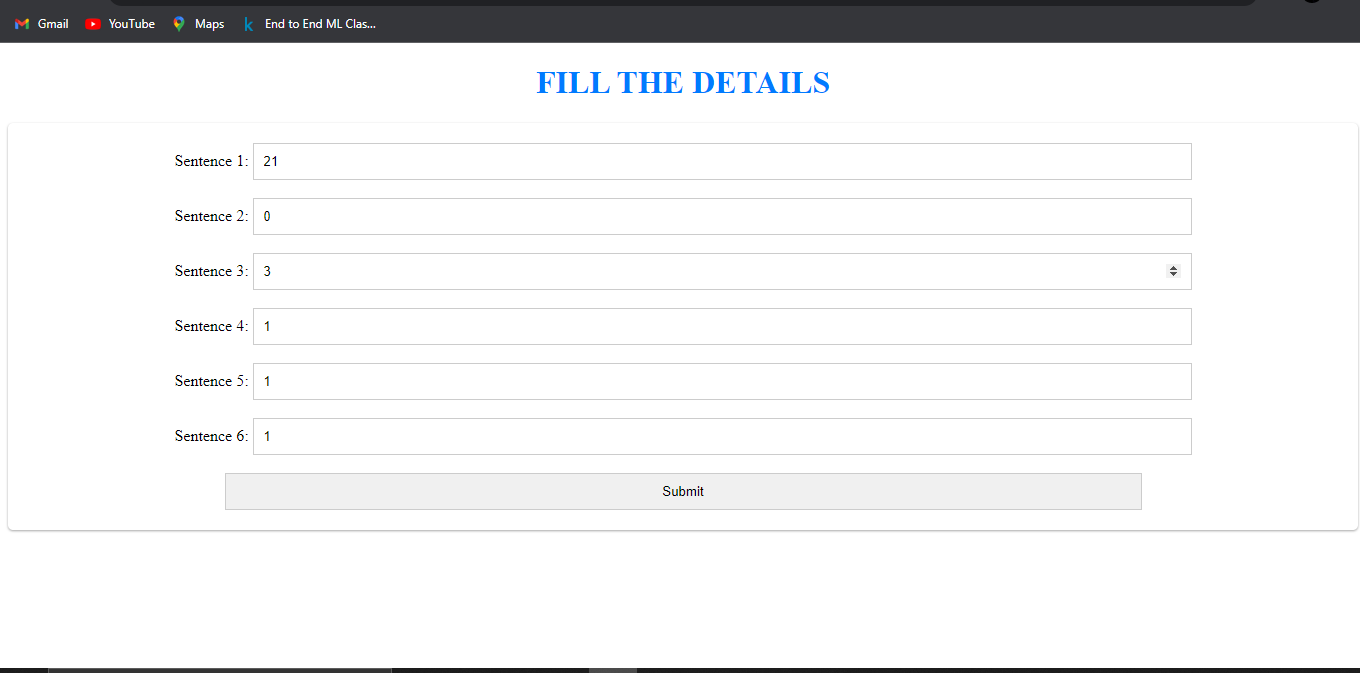 Gmail YouTube Maps End to End ML Clas...
FILL THE DETAILS
Sentence 1: 21
Sentence 2: 0
Sentence 3: 3
Sentence 4: 1
Sentence 5: 1
Sentence 6: 1
Submit